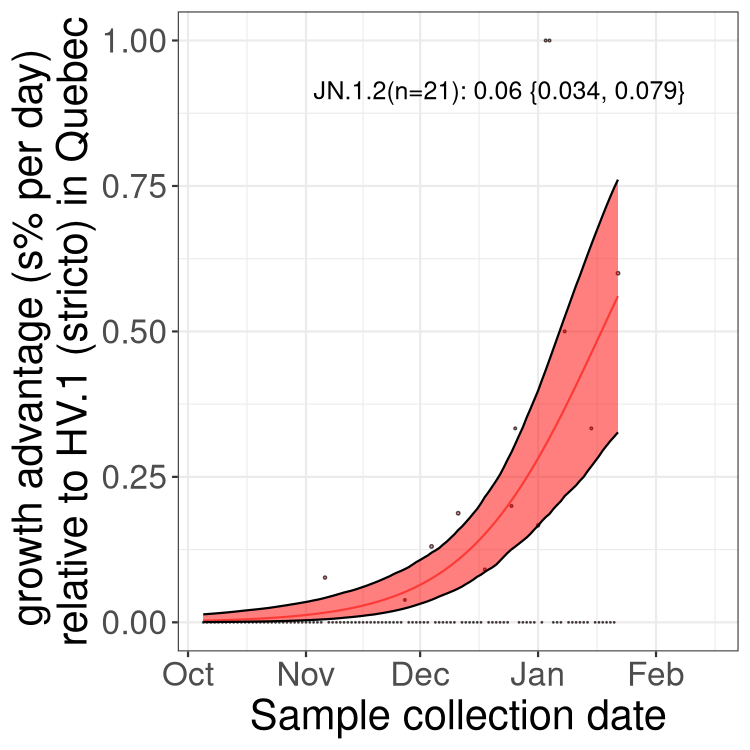 growth advantage (s% per day)
relative to HV.1 (stricto) in Quebec
1.00
0.75
0.50
0.25
0.00
JN.1.2(n=21): 0.06 {0.034, 0.079}
Oct
Nov
Dec
Jan
Feb
Sample collection date